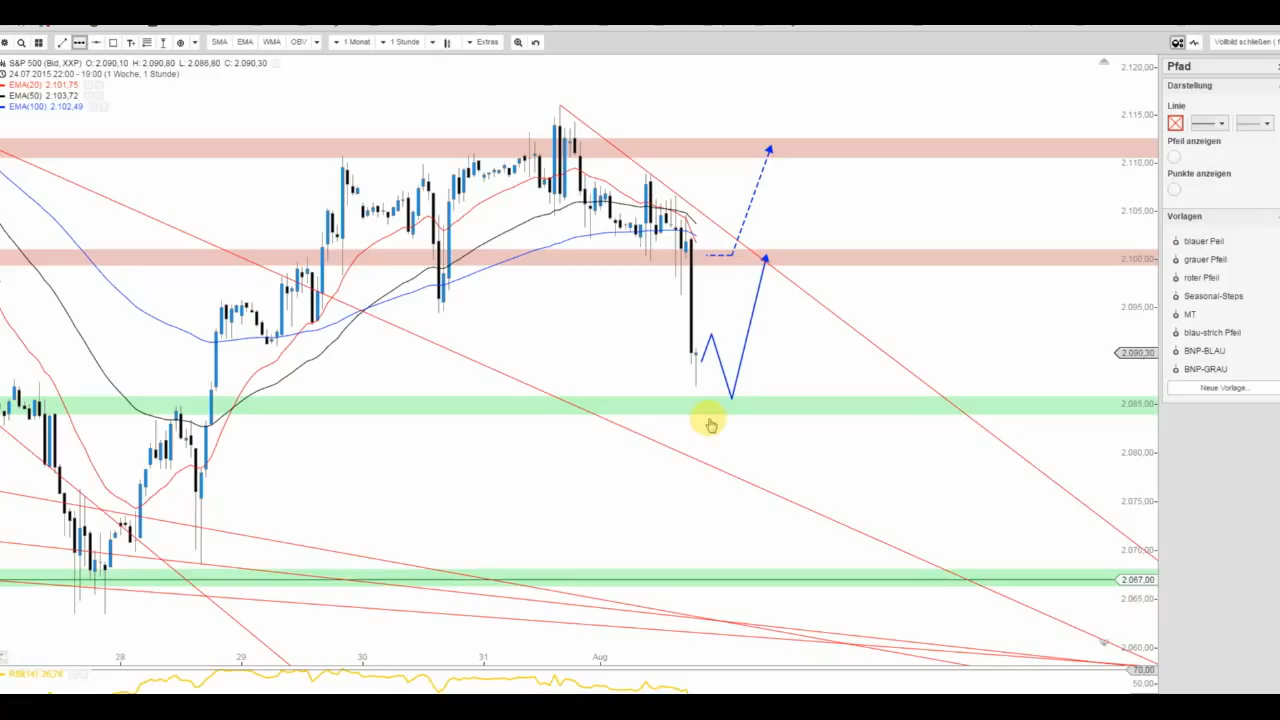 SMA EMA WMA OBV 1 Monat 1 Stunde Extras Vollbild schließen (
S&P 500 (Bid, XXP) O: 2.090,10 H: 2.090,80 L: 2.086,80 C: 2.090,30
24.07.2015 22:00 - 19:00 (1 Woche, 1 Stunde)
EMA(20) 2.101,75
EMA(50) 2.103,72
EMA(100) 2.102,49
2.120,00
2.115,00
2.110,00
2.105,00
2.100,00
2.095,00
2.090,30
2.085,00
2.080,00
2.075,00
2.070,00
2.067,00
2.065,00
2.060,00
28 29 30 31 Aug
RSI(14) 26,76
70,00
50,00
Pfad
Darstellung
Linie
Pfeil anzeigen
Punkte anzeigen
Vorlagen
blauer Peil
grauer Pfeil
roter Pfeil
Seasonal-Steps
MT
blau-strich Pfeil
BNP-BLAU
BNP-GRAU
Neue Vorlage...